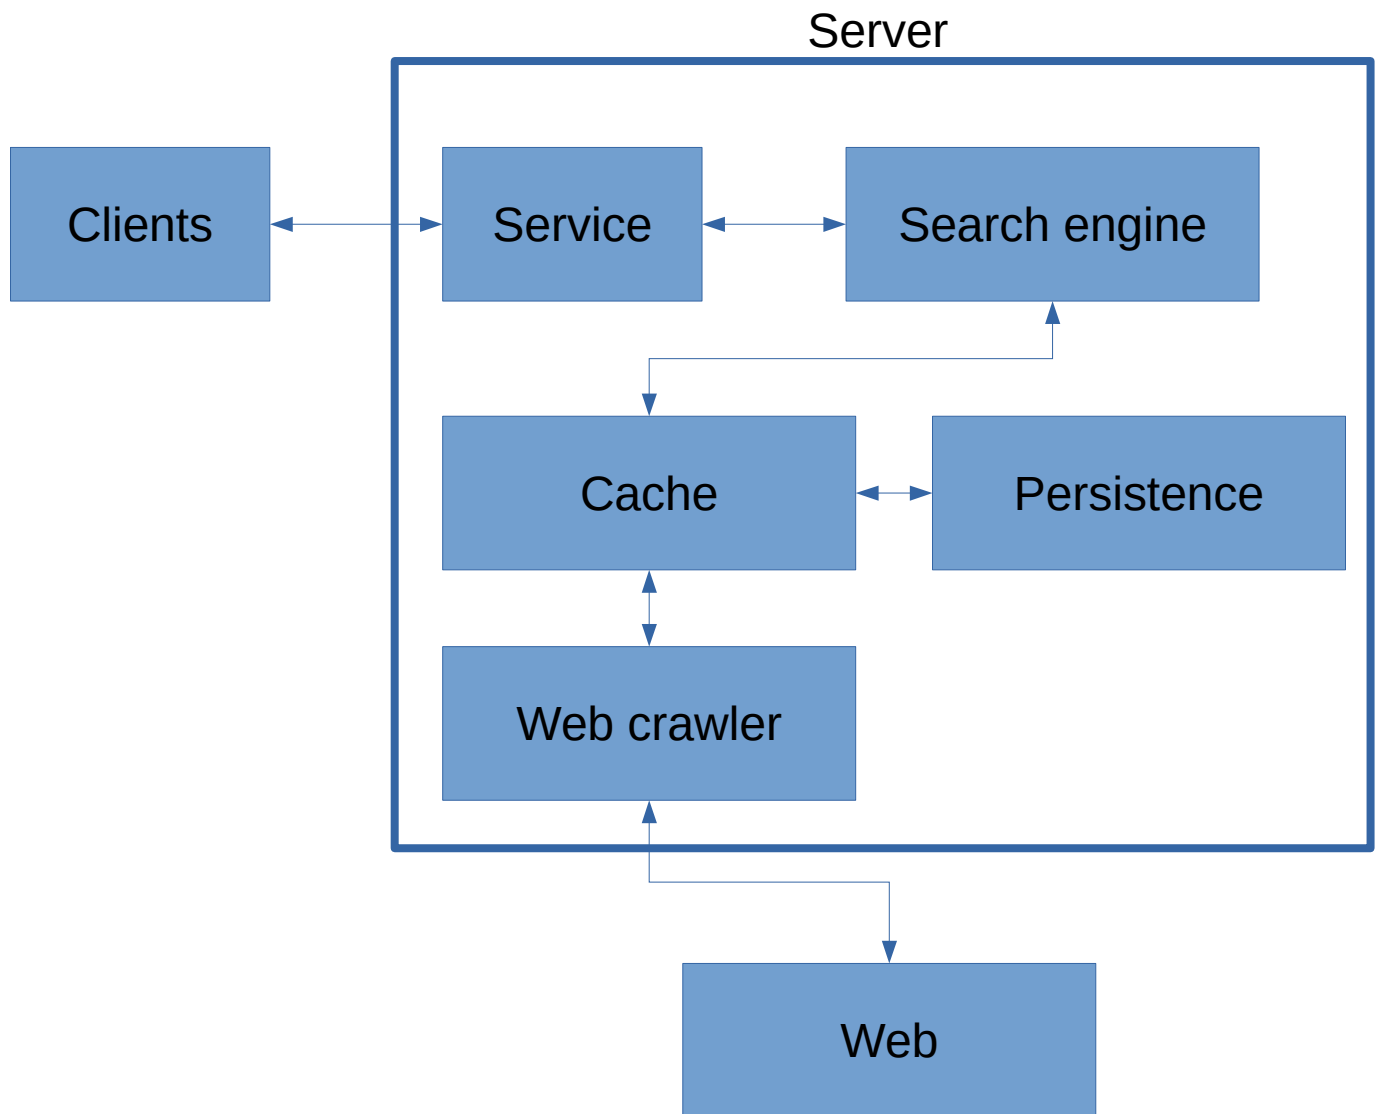 Server
Clients
Service
Search engine
Cache
Persistence
Web crawler
Web